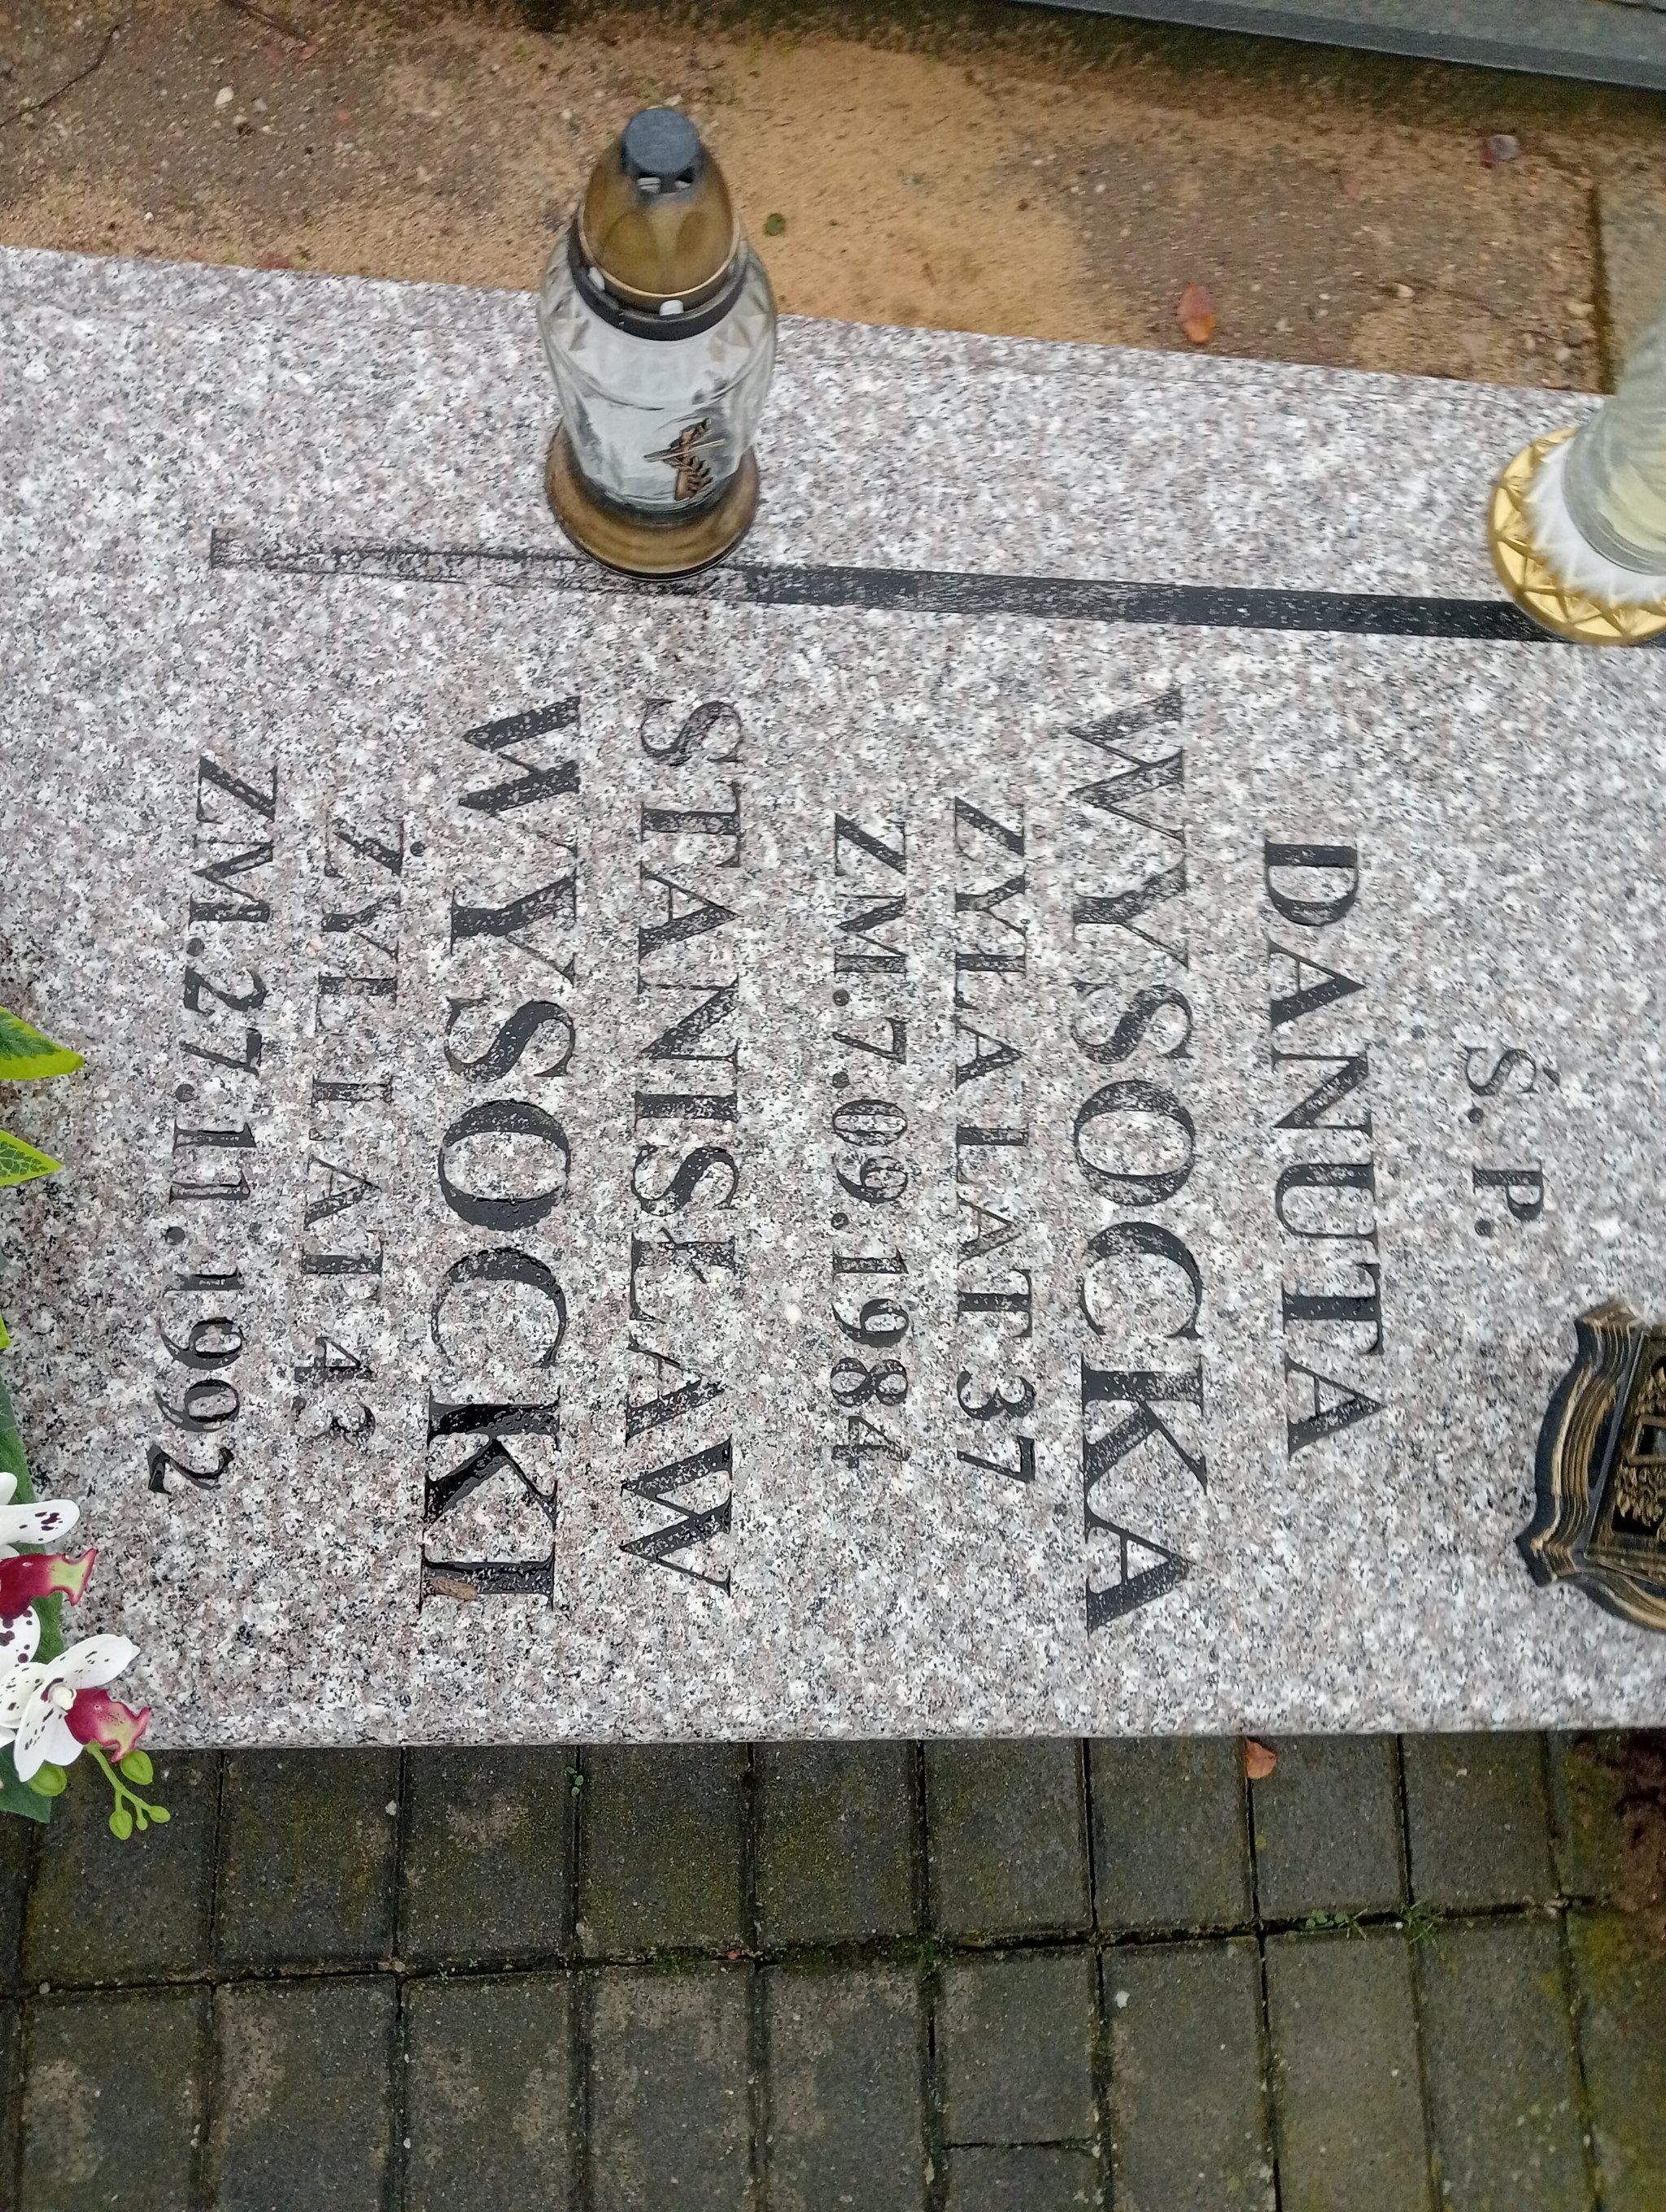 Ś. P.
DANUTA
WYSOCKA
ŻYŁA LAT 37
ZM. 7.09.1984
STANISŁAW
WYSOCKI
ŻYŁ LAT 43
ZM. 27.11.1992